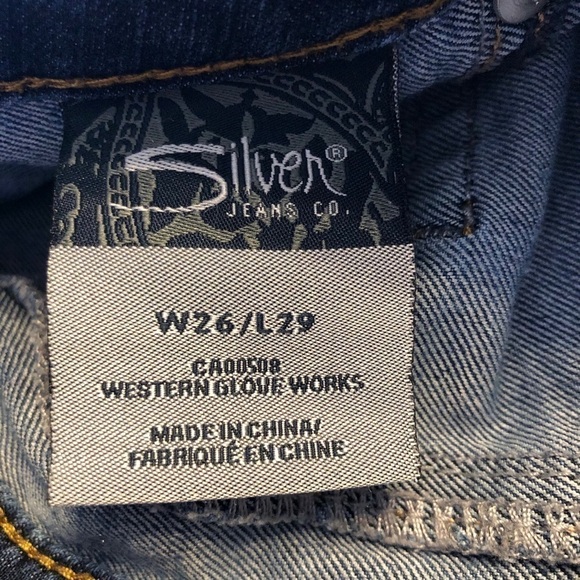 Silver®
JEANS CO.
W26/L29
CA00508
WESTERN GLOVE WORKS
MADE IN CHINA/
FABRIQUÉ EN CHINE